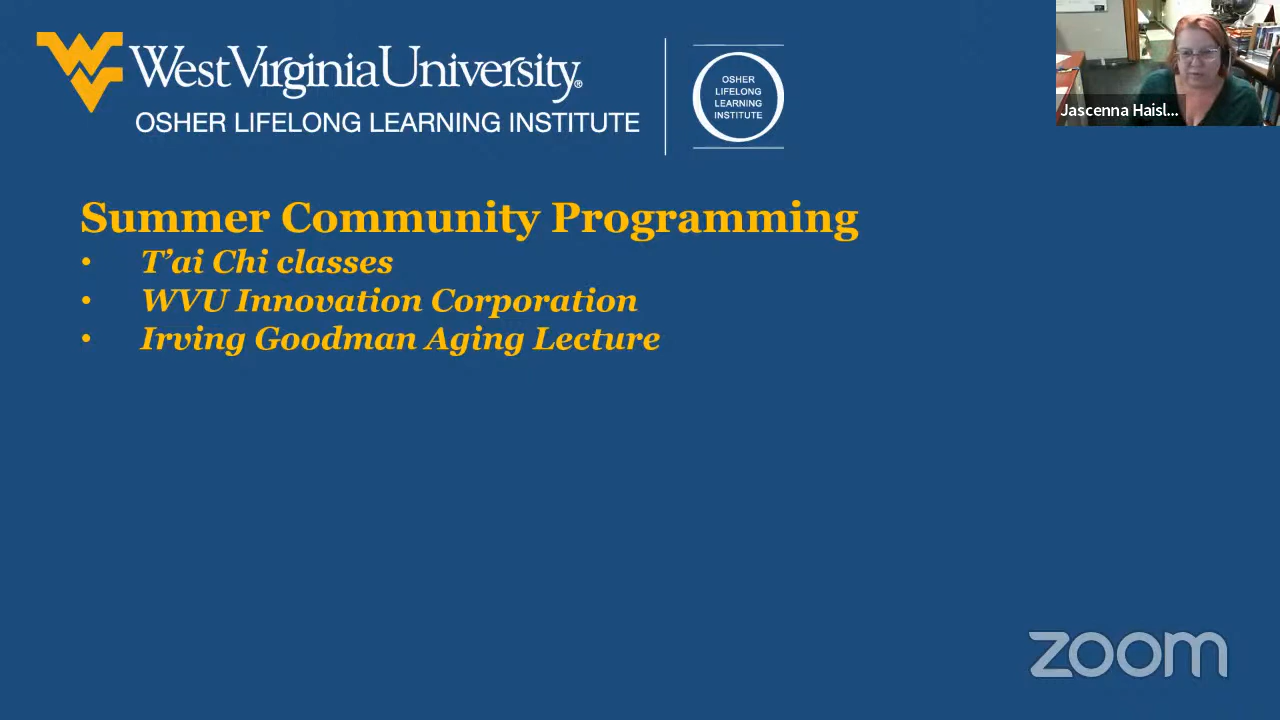 West Virginia University®
OSHER LIFELONG LEARNING INSTITUTE
OSHER
LIFELONG
LEARNING
INSTITUTE
Jascenna Haisl...
Summer Community Programming
• T'ai Chi classes
• WVU Innovation Corporation
• Irving Goodman Aging Lecture
zoom